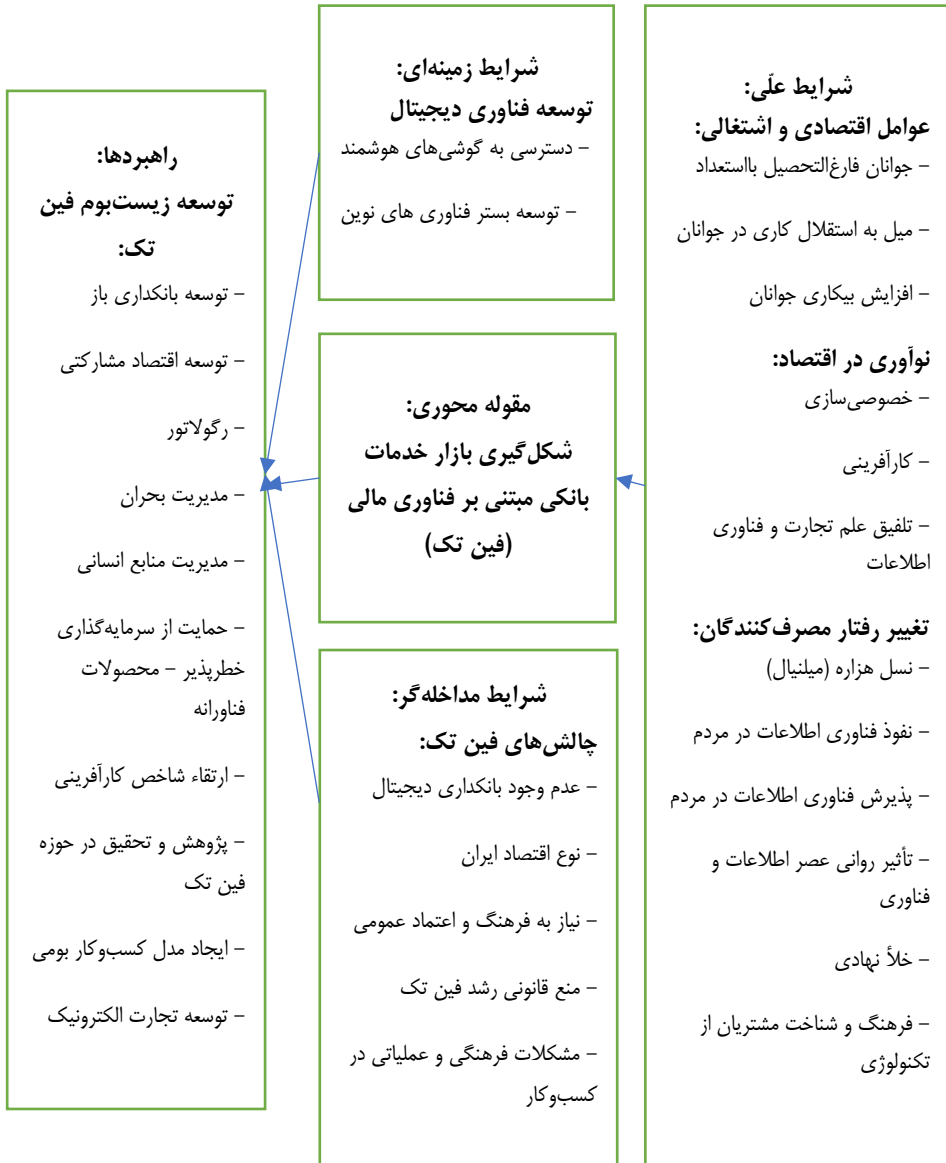 شرایط علّی:
عوامل اقتصادی و اشتغالی:
- جوانان فارغ‌التحصیل بااستعداد
- میل به استقلال کاری در جوانان
- افزایش بیکاری جوانان
نوآوری در اقتصاد:
- خصوصی‌سازی
- کارآفرینی
- تلفیق علم تجارت و فناوری
اطلاعات
تغییر رفتار مصرف‌کنندگان:
- نسل هزاره (میلنیال)
- نفوذ فناوری اطلاعات در مردم
- پذیرش فناوری اطلاعات در مردم
- تأثیر روانی عصر اطلاعات و
فناوری
- خلأ نهادی
- فرهنگ و شناخت مشتریان از
تکنولوژی
شرایط زمینه‌ای:
توسعه فناوری دیجیتال
- دسترسی به گوشی‌های هوشمند
- توسعه بستر فناوری های نوین
مقوله محوری:
شکل‌گیری بازار خدمات
بانکی مبتنی بر فناوری مالی
(فین تک)
شرایط مداخله‌گر:
چالش‌های فین تک:
- عدم وجود بانکداری دیجیتال
- نوع اقتصاد ایران
- نیاز به فرهنگ و اعتماد عمومی
- منع قانونی رشد فین تک
- مشکلات فرهنگی و عملیاتی در
کسب‌وکار
راهبردها:
توسعه زیست‌بوم فین
تک:
- توسعه بانکداری باز
- توسعه اقتصاد مشارکتی
- رگولاتور
- مدیریت بحران
- مدیریت منابع انسانی
- حمایت از سرمایه‌گذاری
خطرپذیر - محصولات
فناورانه
- ارتقاء شاخص کارآفرینی
- پژوهش و تحقیق در حوزه
فین تک
- ایجاد مدل کسب‌وکار بومی
- توسعه تجارت الکترونیک